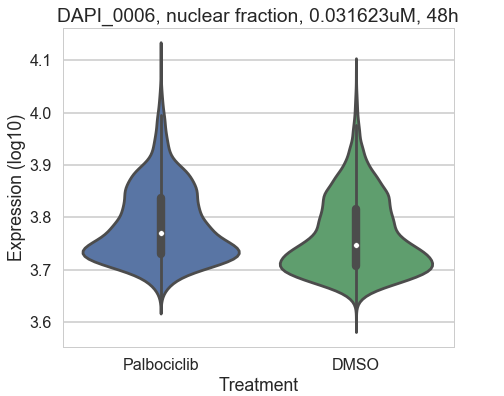 DAPI_0006, nuclear fraction, 0.031623uM, 48h
Expression (log10)
4.1
4.0
3.9
3.8
3.7
3.6
Palbociclib DMSO
Treatment